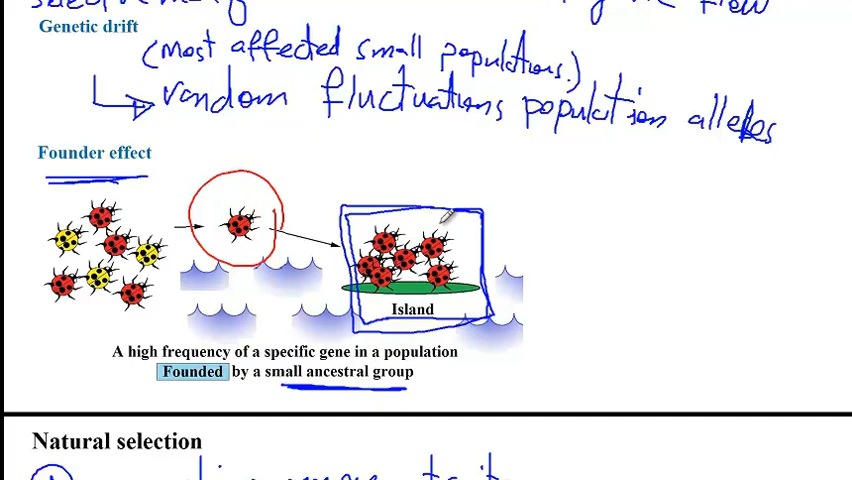 flow
Genetic drift
(most affected small populations.)
random fluctuations population alleles
Founder effect
Island
A high frequency of a specific gene in a population
Founded by a small ancestral group
Natural selection